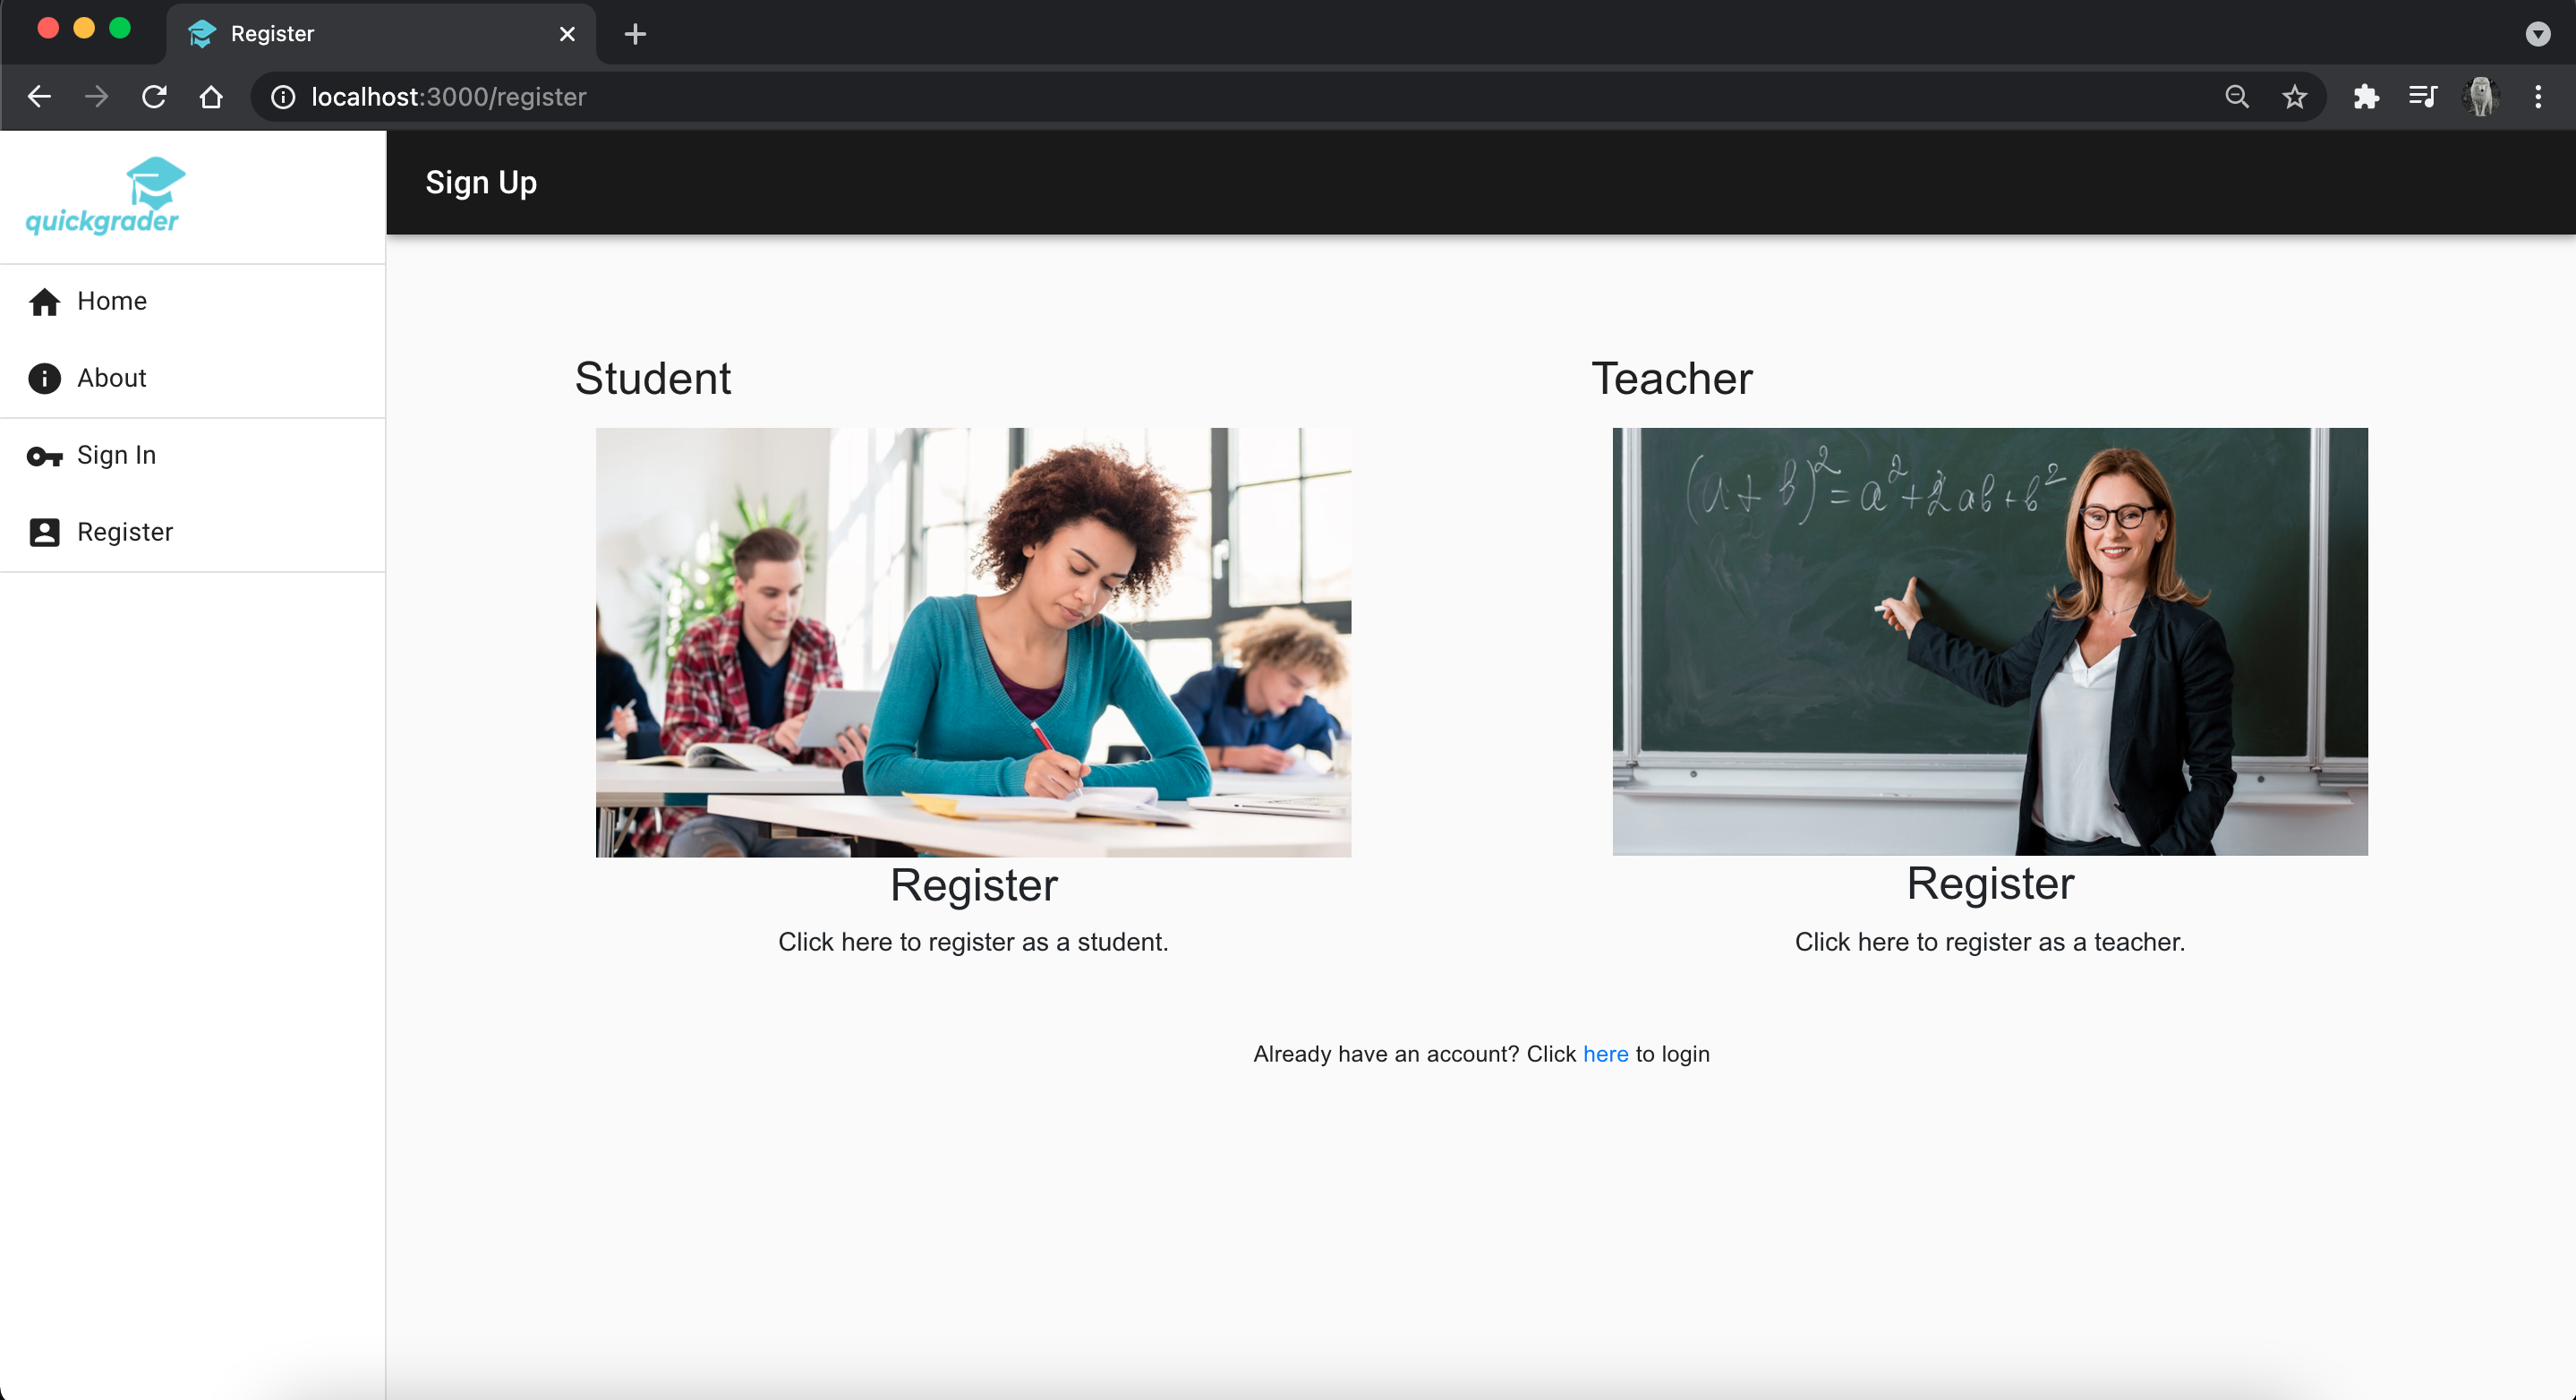 Register
localhost:3000/register
quickgrader
Sign Up
Home
About
Sign In
Register
Student
Teacher
(a + b)² = a² + 2ab + b²
Register
Click here to register as a student.
Register
Click here to register as a teacher.
Already have an account? Click here to login